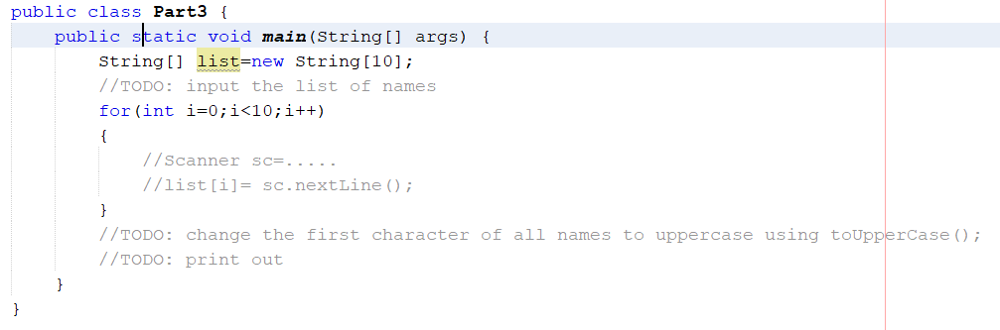 public class Part3 {
public static void main(String[] args) {
String[] list=new String[10];
//TODO: input the list of names
for(int i=0;i<10;i++)
{
//Scanner sc=.....
//list[i]= sc.nextLine();
}
//TODO: change the first character of all names to uppercase using toUpperCase();
//TODO: print out
}
}